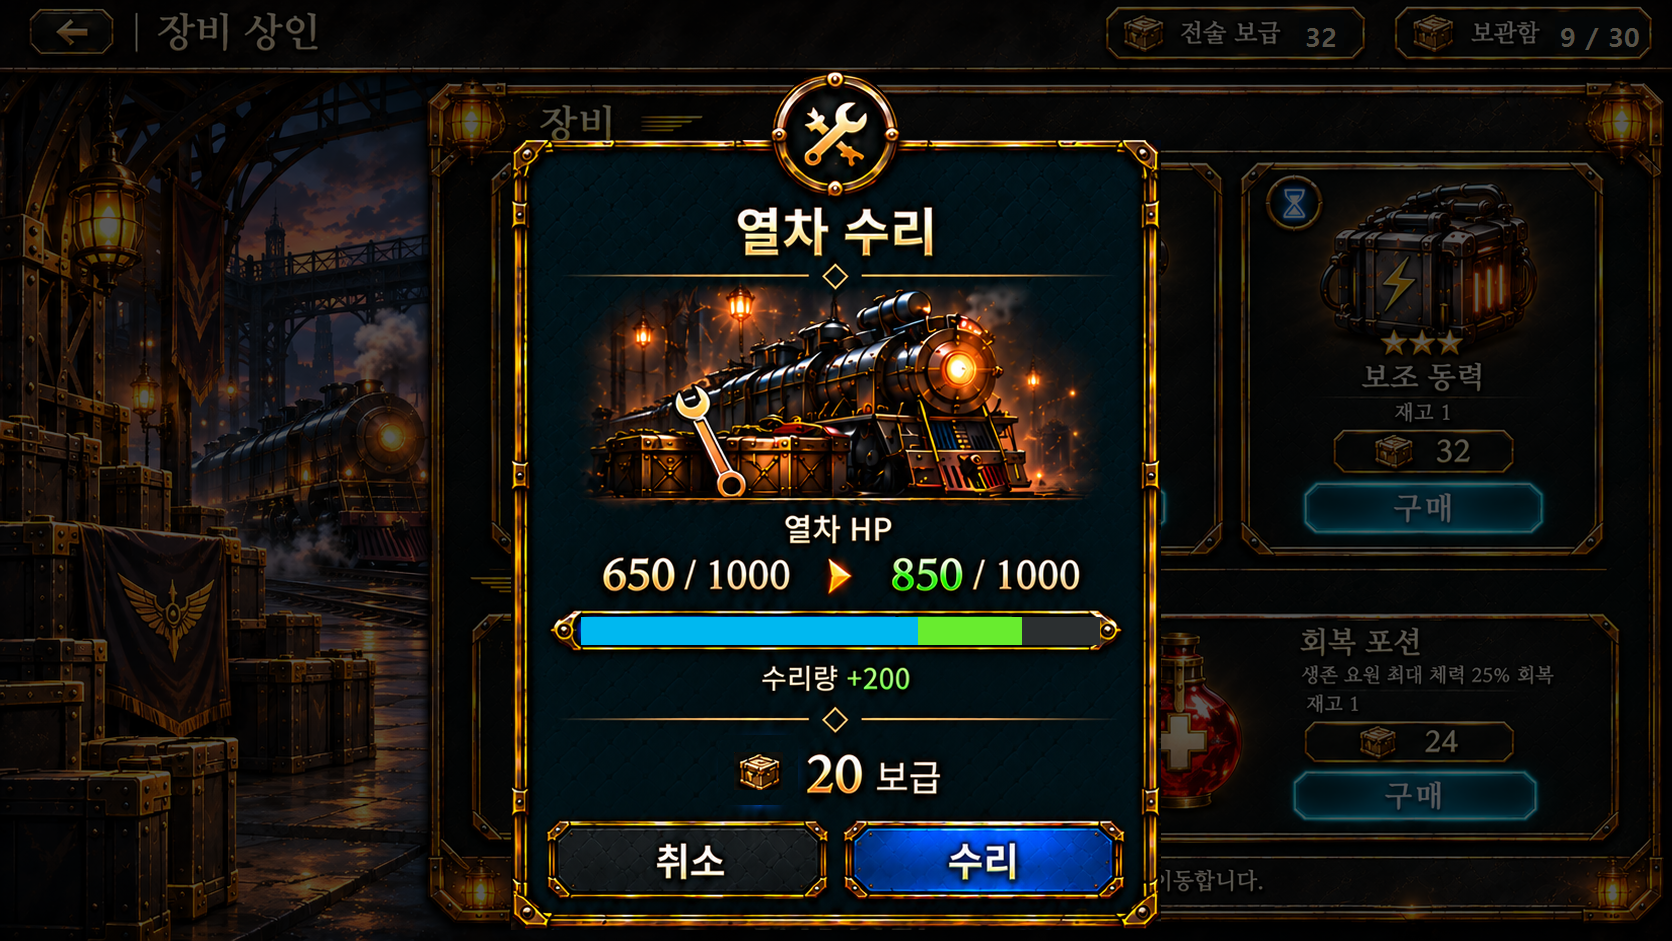 장비 상인
전술 보급 32
보관함 9 / 30
장비
열차 수리
열차 HP
650 / 1000 850 / 1000
수리량 +200
20 보급
취소
수리
보조 동력
재고 1
32
구매
회복 포션
생존 요원 최대 체력 25% 회복
재고 1
24
구매
이동합니다.